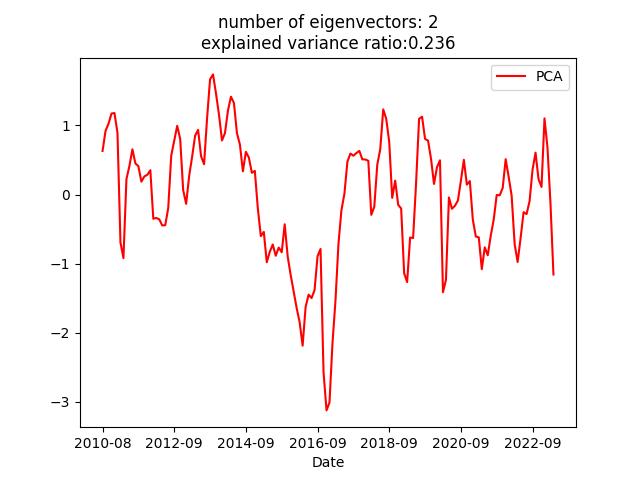 number of eigenvectors: 2
explained variance ratio:0.236
PCA
1
0
−1
−2
−3
2010-08 2012-09 2014-09 2016-09 2018-09 2020-09 2022-09
Date